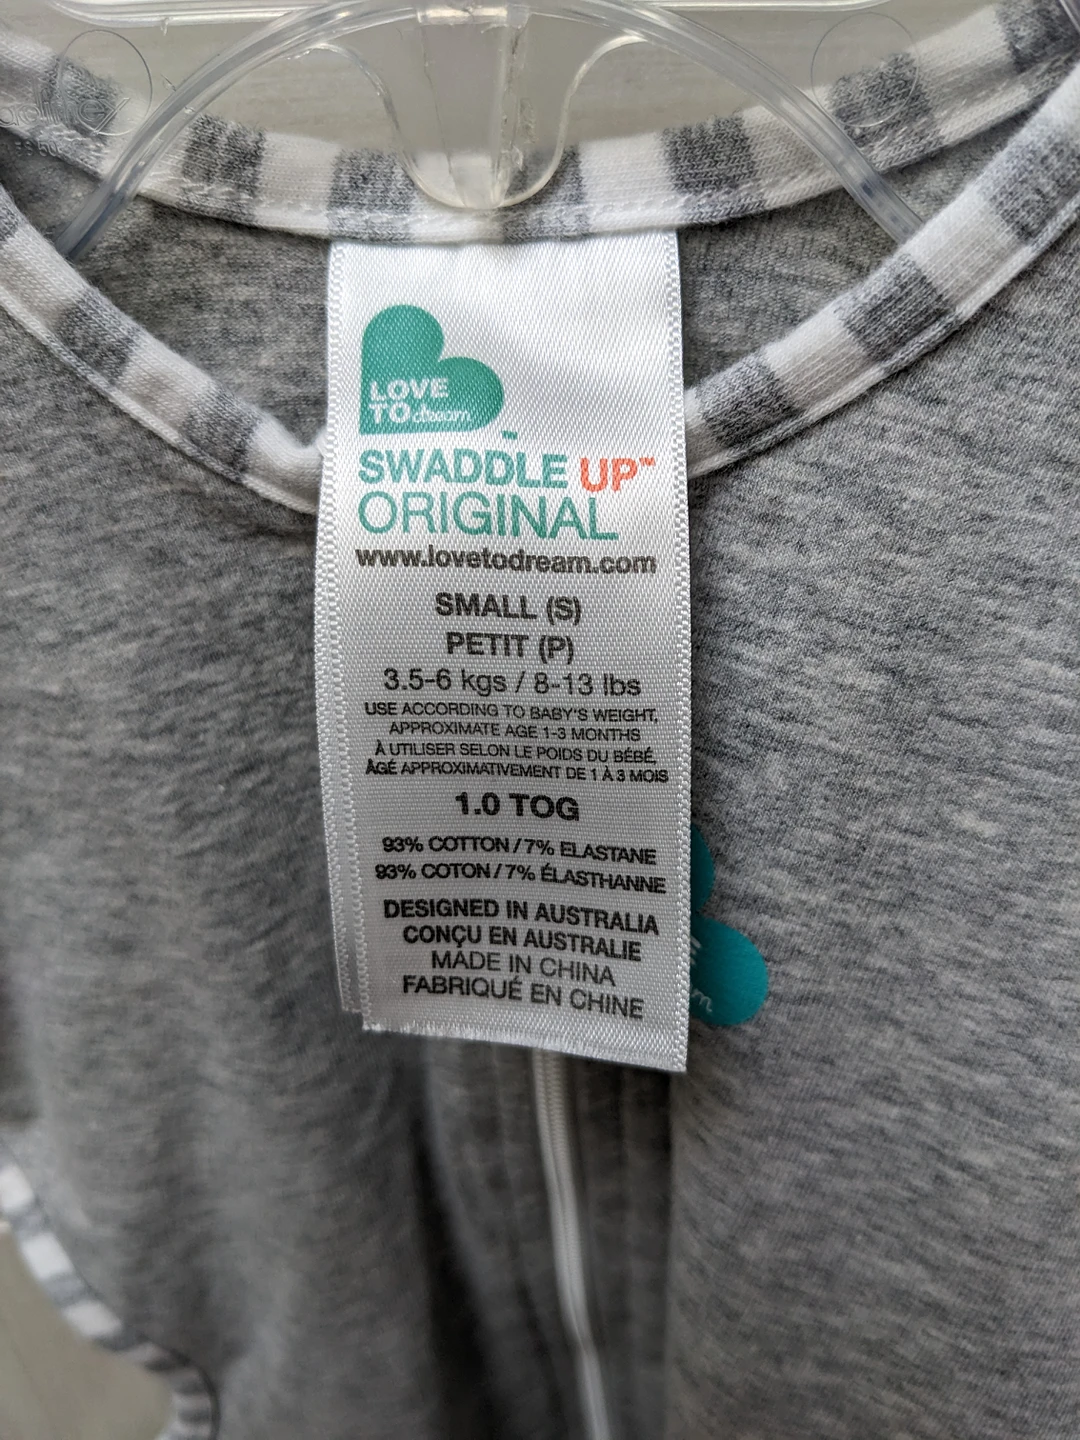 LOVE
TO dream
SWADDLE UP™
ORIGINAL
www.lovetodream.com
SMALL (S)
PETIT (P)
3.5-6 kgs / 8-13 lbs
USE ACCORDING TO BABY'S WEIGHT,
APPROXIMATE AGE 1-3 MONTHS
À UTILISER SELON LE POIDS DU BÉBÉ,
ÂGÉ APPROXIMATIVEMENT DE 1 À 3 MOIS
1.0 TOG
93% COTTON / 7% ELASTANE
93% COTON / 7% ÉLASTHANNE
DESIGNED IN AUSTRALIA
CONÇU EN AUSTRALIE
MADE IN CHINA
FABRIQUÉ EN CHINE